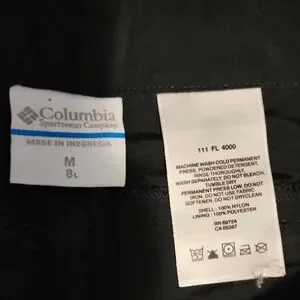 Columbia
Sportswear Company
MADE IN INDONESIA
M
8L
111 FL 4000
MACHINE WASH COLD PERMANENT
PRESS, POWDERED DETERGENT,
RINSE THOROUGHLY.
WASH SEPARATELY, DO NOT BLEACH.
TUMBLE DRY
PERMANENT PRESS LOW, DO NOT
IRON, DO NOT USE FABRIC
SOFTENER, DO NOT DRYCLEAN
SHELL : 100% NYLON
LINING : 100% POLYESTER
RN 69724
CA 05367